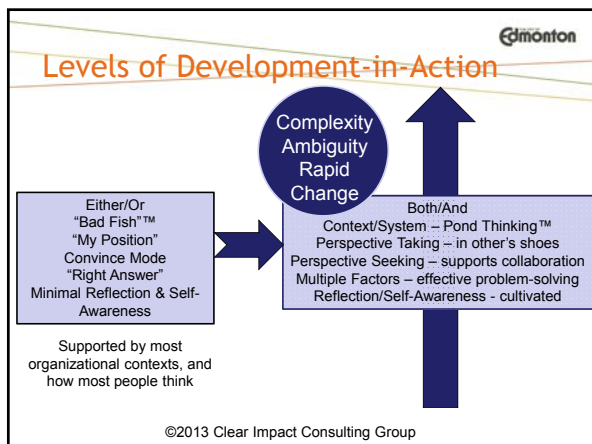 Edmonton
Levels of Development-in-Action
Complexity
Ambiguity
Rapid
Change
Either/Or
"Bad Fish"™
"My Position"
Convince Mode
"Right Answer"
Minimal Reflection & Self-
Awareness
Both/And
Context/System – Pond Thinking™
Perspective Taking – in other's shoes
Perspective Seeking – supports collaboration
Multiple Factors – effective problem-solving
Reflection/Self-Awareness - cultivated
Supported by most
organizational contexts, and
how most people think
©2013 Clear Impact Consulting Group